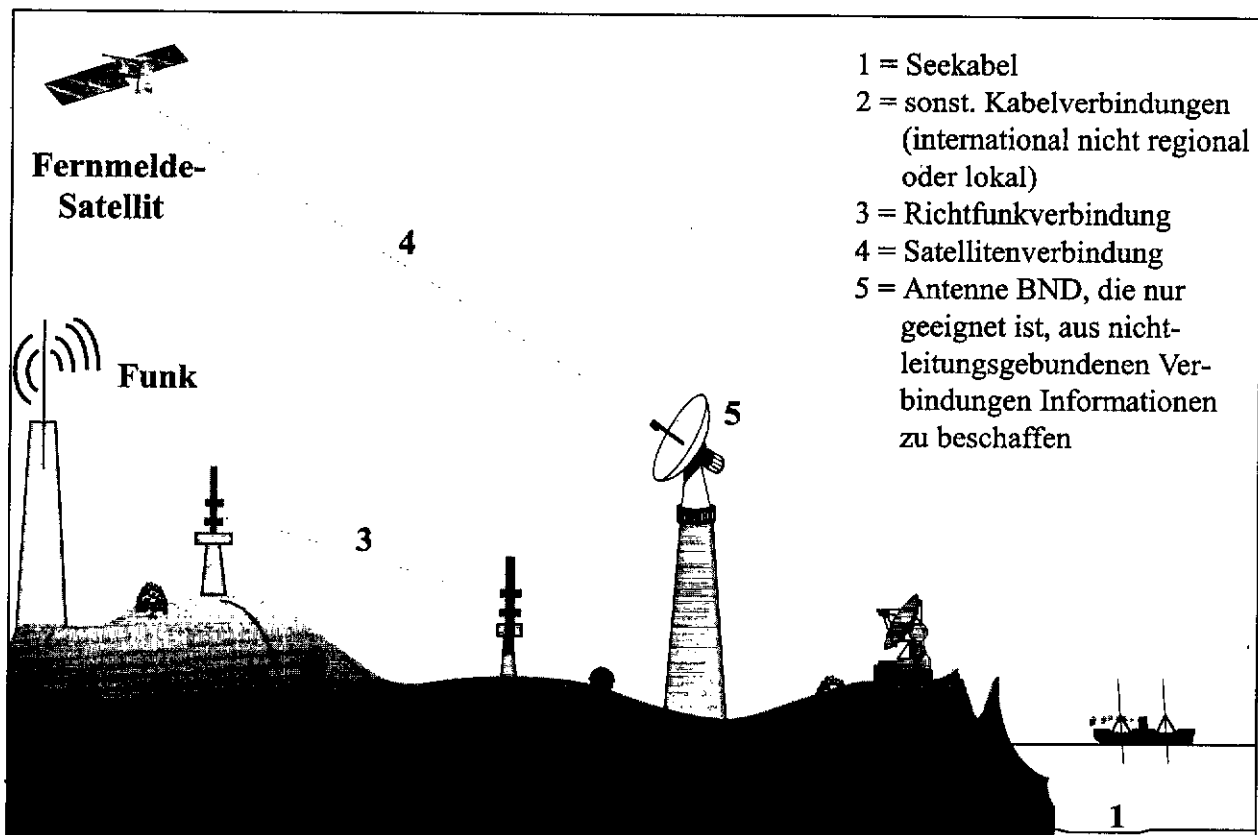 1 = Seekabel
2 = sonst. Kabelverbindungen
(international nicht regional
oder lokal)
3 = Richtfunkverbindung
4 = Satellitenverbindung
5 = Antenne BND, die nur
geeignet ist, aus nicht-
leitungsgebundenen Ver-
bindungen Informationen
zu beschaffen
Fernmelde-
Satellit
4
Funk
5
3
1